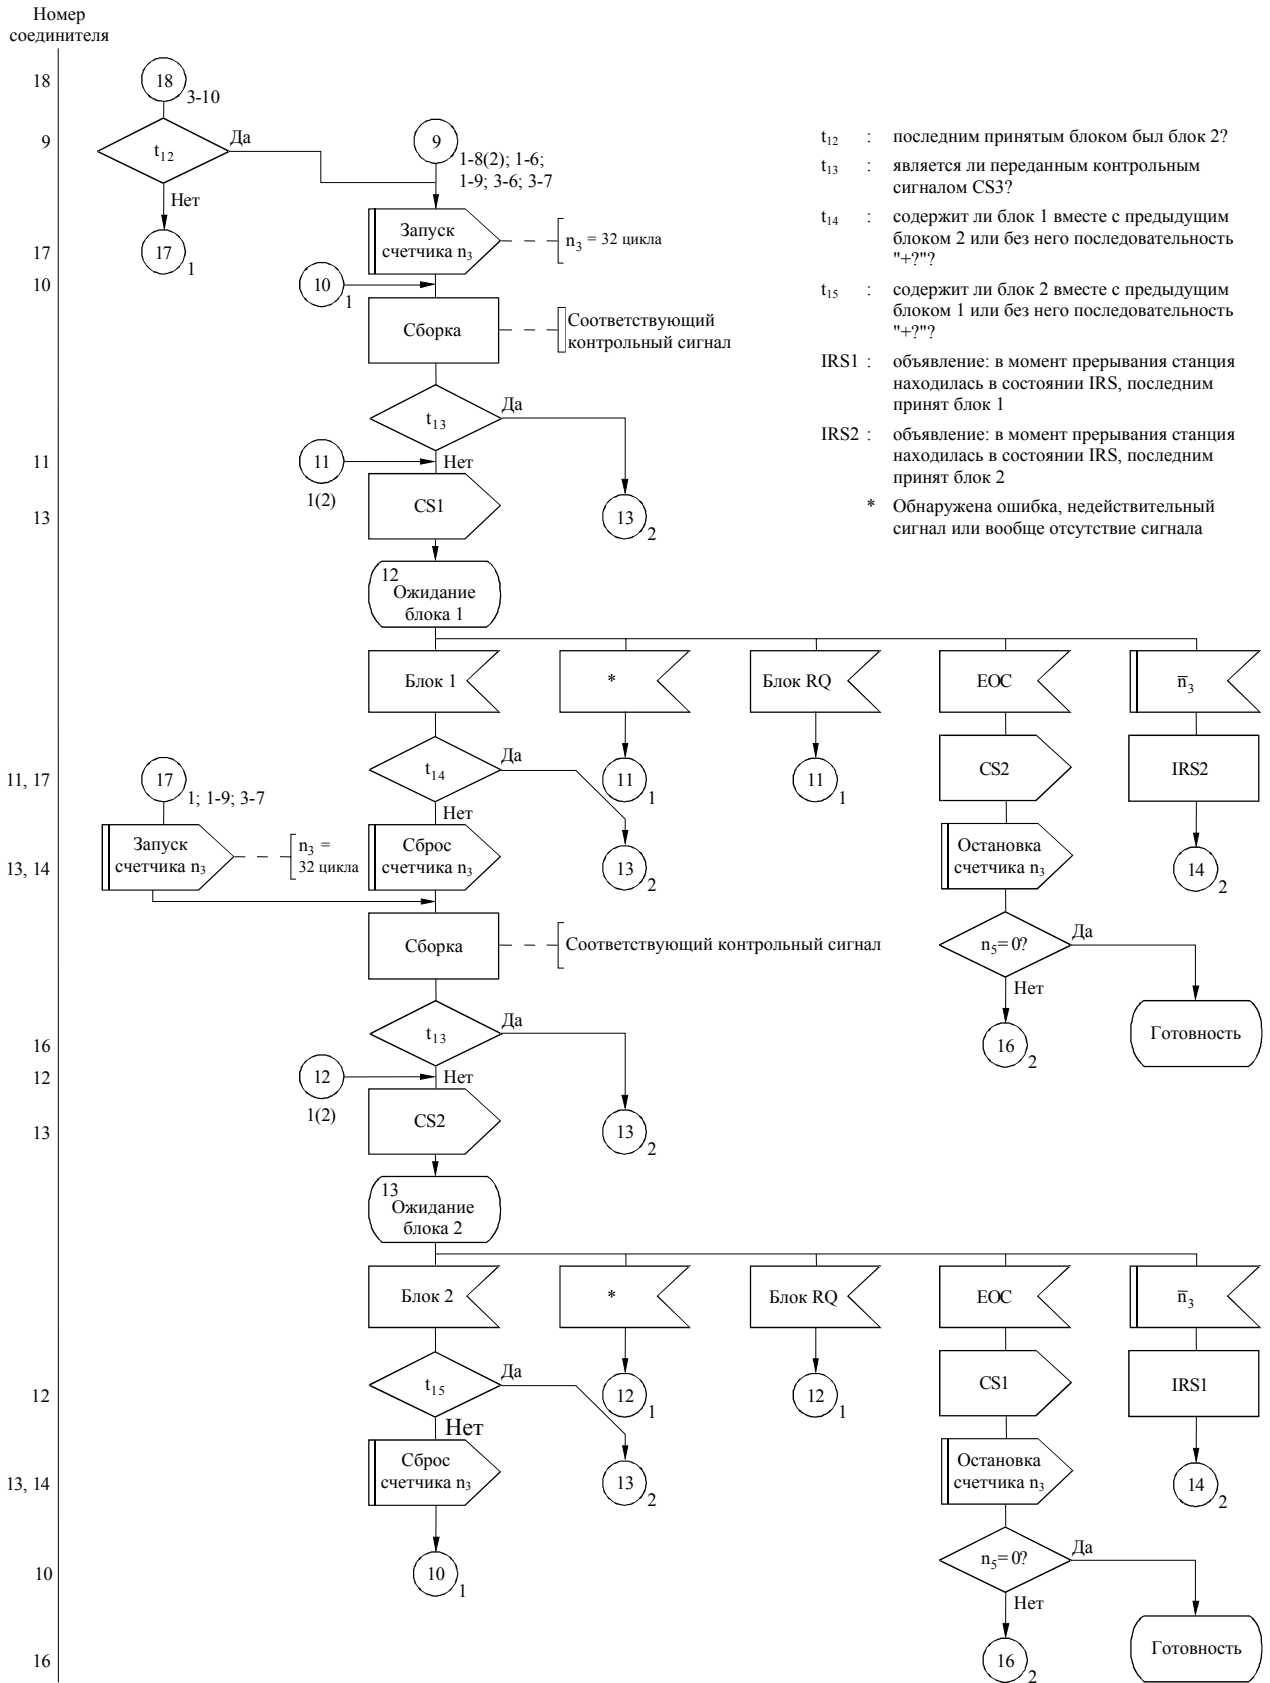 Номер
соединителя
18
18
3-10
9
t12
Да
Нет
9
1-8(2); 1-6;
1-9; 3-6; 3-7
t12 : последним принятым блоком был блок 2?
t13 : является ли переданным контрольным
сигналом CS3?
t14 : содержит ли блок 1 вместе с предыдущим
блоком 2 или без него последовательность
"+?"?
t15 : содержит ли блок 2 вместе с предыдущим
блоком 1 или без него последовательность
"+?"?
IRS1 : объявление: в момент прерывания станция
находилась в состоянии IRS, последним
принят блок 1
IRS2 : объявление: в момент прерывания станция
находилась в состоянии IRS, последним
принят блок 2
* Обнаружена ошибка, недействительный
сигнал или вообще отсутствие сигнала
17
17
1
Запуск
счетчика n3
n3 = 32 цикла
10
10
1
Сборка
Соответствующий
контрольный сигнал
t13
Да
Нет
11
11
1(2)
13
CS1
13
2
12
Ожидание
блока 1
Блок 1
*
Блок RQ
EOC
n̅3
11, 17
17
1; 1-9; 3-7
t14
Да
Нет
11
1
11
1
CS2
IRS2
13, 14
Запуск
счетчика n3
n3 =
32 цикла
Сброс
счетчика n3
13
2
Остановка
счетчика n3
14
2
Сборка
Соответствующий контрольный сигнал
n5= 0?
Да
Нет
16
t13
Да
Нет
16
2
Готовность
12
12
1(2)
13
CS2
13
2
13
Ожидание
блока 2
Блок 2
*
Блок RQ
EOC
n̅3
12
t15
Да
Нет
12
1
12
1
CS1
IRS1
13, 14
Сброс
счетчика n3
13
2
Остановка
счетчика n3
14
2
10
10
1
n5= 0?
Да
Нет
16
16
2
Готовность